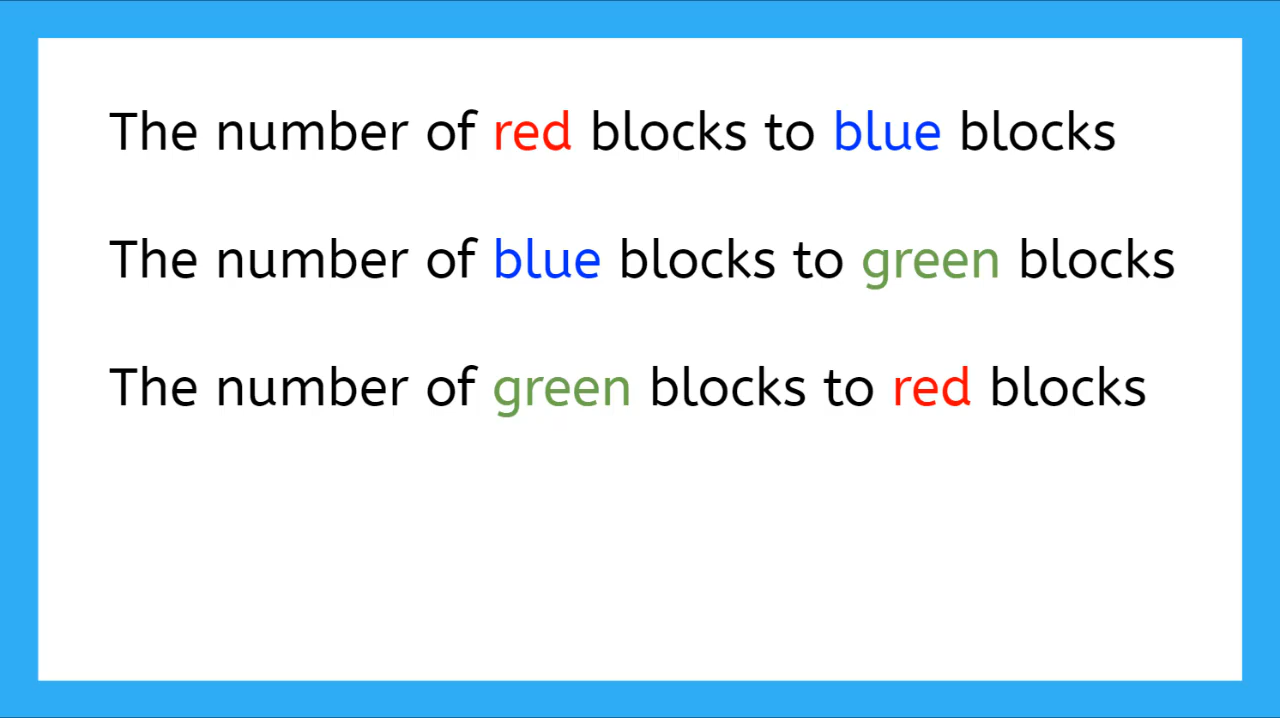 The number of red blocks to blue blocks
The number of blue blocks to green blocks
The number of green blocks to red blocks